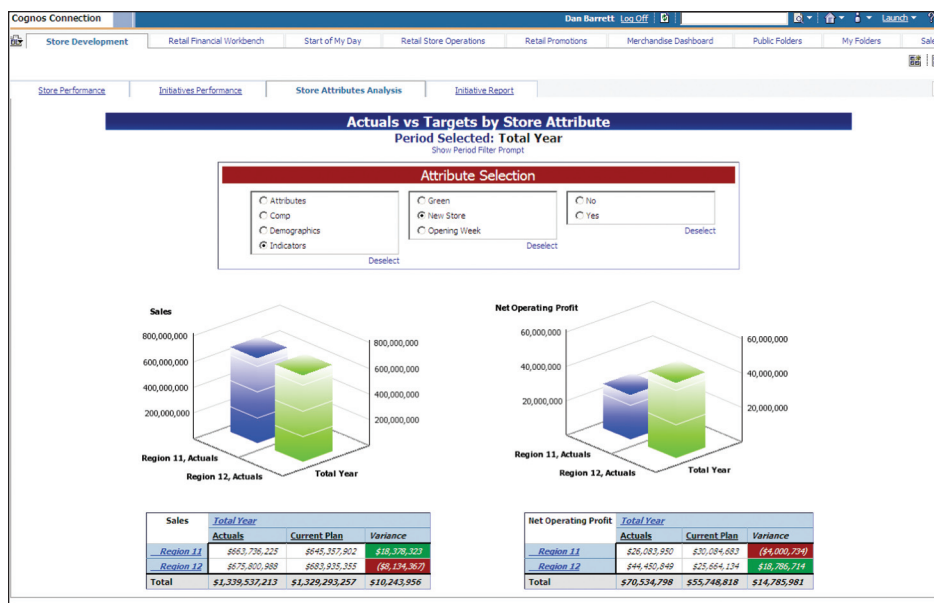 Cognos Connection
Dan Barrett Log Off Launch
Store Development Retail Financial Workbench Start of My Day Retail Store Operations Retail Promotions Merchandise Dashboard Public Folders My Folders Sale
Store Performance Initiatives Performance Store Attributes Analysis Initiative Report
Actuals vs Targets by Store Attribute
Period Selected: Total Year
Show Period Filter Prompt
Attribute Selection
Attributes Green No
Comp New Store Yes
Demographics Opening Week Deselect
Indicators Deselect
Deselect
Sales
800,000,000 800,000,000
600,000,000 600,000,000
400,000,000 400,000,000
200,000,000 200,000,000
Region 11, Actuals
Region 12, Actuals Total Year
Net Operating Profit
60,000,000 60,000,000
40,000,000 40,000,000
20,000,000 20,000,000
Region 11, Actuals
Region 12, Actuals Total Year
Sales Total Year
Actuals Current Plan Variance
Region 11 $663,736,225 $645,357,902 $18,378,323
Region 12 $675,800,988 $683,935,355 ($8,134,367)
Total $1,339,537,213 $1,329,293,257 $10,243,956
Net Operating Profit Total Year
Actuals Current Plan Variance
Region 11 $26,083,950 $30,084,683 ($4,000,734)
Region 12 $44,450,849 $25,664,134 $18,786,714
Total $70,534,798 $55,748,818 $14,785,981